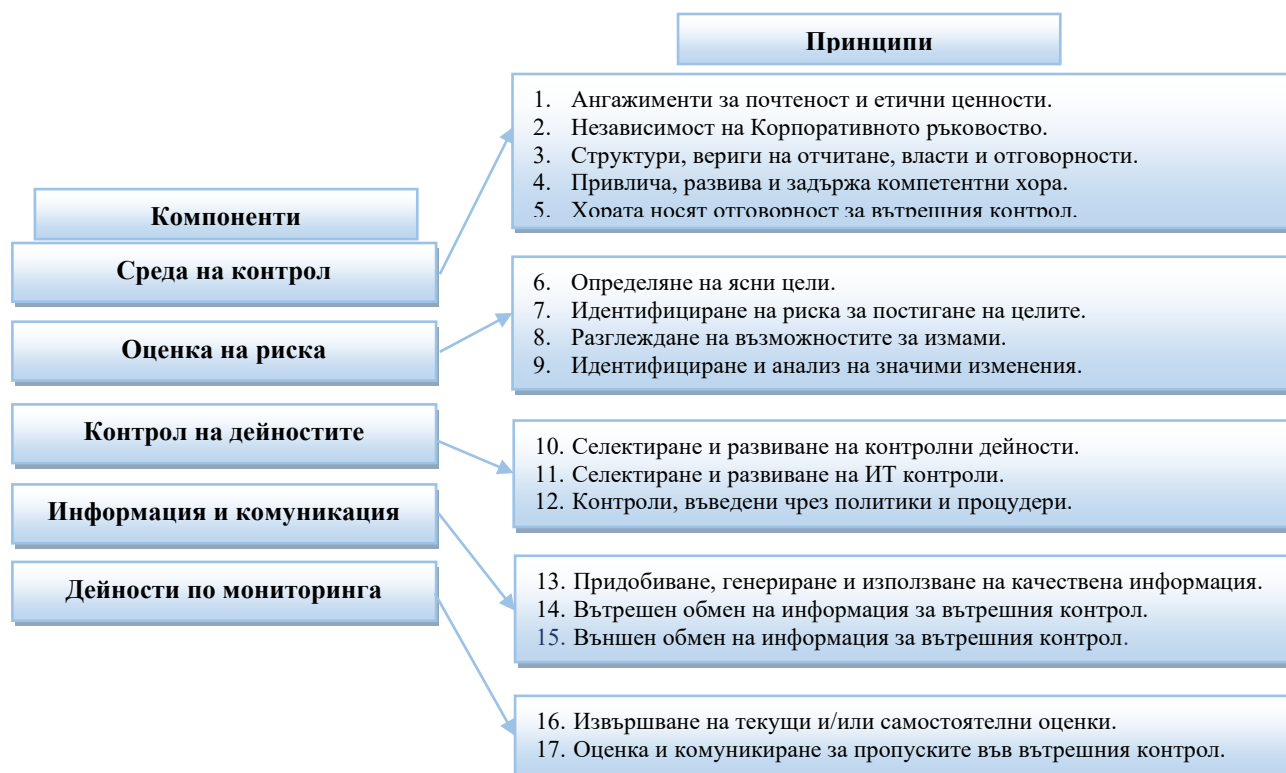 Принципи
1. Ангажименти за почтеност и етични ценности.
2. Независимост на Корпоративното ръковоство.
3. Структури, вериги на отчитане, власти и отговорности.
4. Привлича, развива и задържа компетентни хора.
5. Хората носят отговорност за вътрешния контрол.
Компоненти
Среда на контрол
6. Определяне на ясни цели.
7. Идентифициране на риска за постигане на целите.
8. Разглеждане на възможностите за измами.
9. Идентифициране и анализ на значими изменения.
Оценка на риска
Контрол на дейностите
10. Селектиране и развиване на контролни дейности.
11. Селектиране и развиване на ИТ контроли.
12. Контроли, въведени чрез политики и процудери.
Информация и комуникация
13. Придобиване, генериране и използване на качествена информация.
14. Вътрешен обмен на информация за вътрешния контрол.
15. Външен обмен на информация за вътрешния контрол.
Дейности по мониторинга
16. Извършване на текущи и/или самостоятелни оценки.
17. Оценка и комуникиране за пропуските във вътрешния контрол.